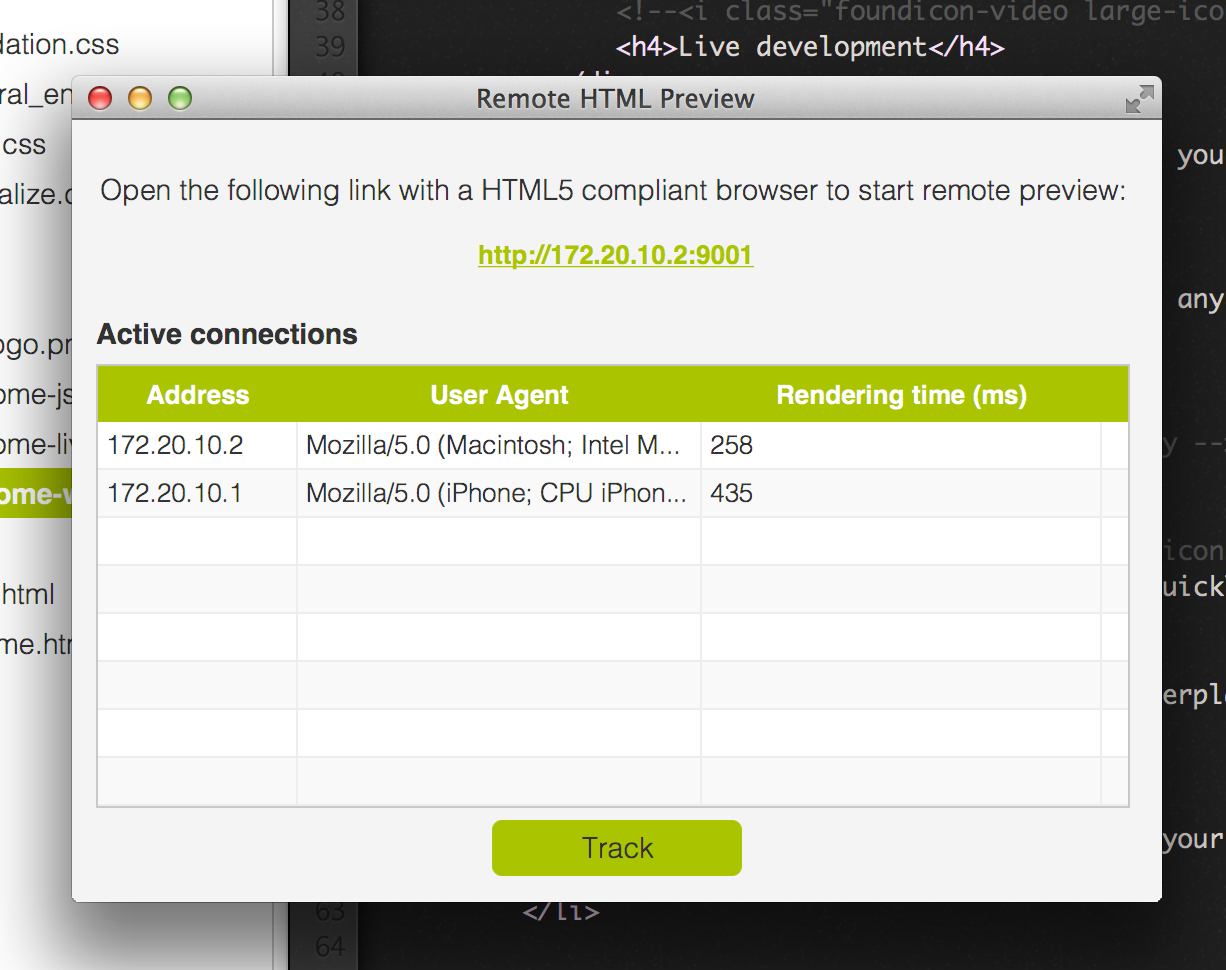 38 <!--<i class="foundicon-video large-ico
39 <h4>Live development</h4>
dation.css
ral_en
.css
alize.c
ogo.pr
ome-js
ome-liv
ome-w
html
me.htm
Remote HTML Preview
Open the following link with a HTML5 compliant browser to start remote preview:
http://172.20.10.2:9001
Active connections
Address User Agent Rendering time (ms)
172.20.10.2 Mozilla/5.0 (Macintosh; Intel M... 258
172.20.10.1 Mozilla/5.0 (iPhone; CPU iPhon... 435
Track
you
any
y --
icon
uick
erpla
your
63 </li>
64